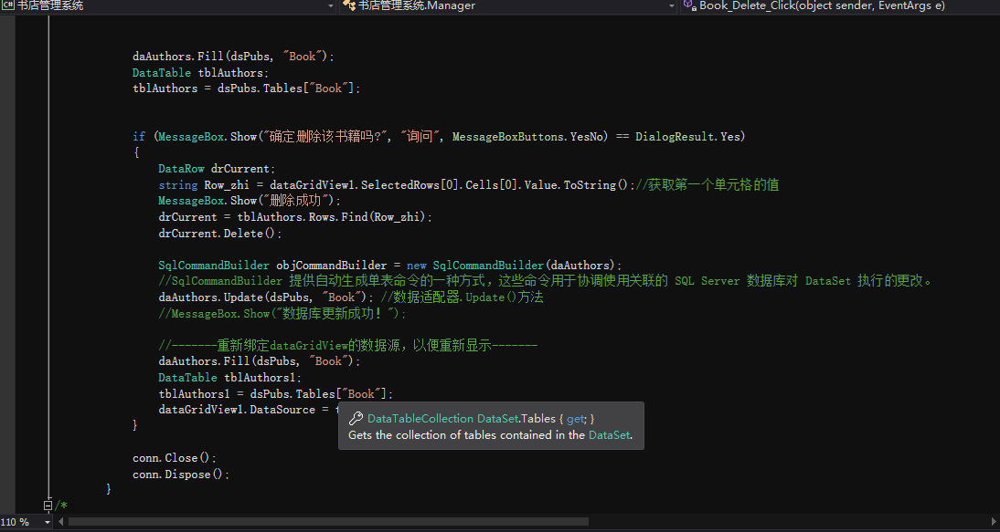 C# 书店管理系统
书店管理系统.Manager
Book_Delete_Click(object sender, EventArgs e)
daAuthors.Fill(dsPubs, "Book");
DataTable tblAuthors;
tblAuthors = dsPubs.Tables["Book"];
if (MessageBox.Show("确定删除该书籍吗?", "询问", MessageBoxButtons.YesNo) == DialogResult.Yes)
{
DataRow drCurrent;
string Row_zhi = dataGridView1.SelectedRows[0].Cells[0].Value.ToString();//获取第一个单元格的值
MessageBox.Show("删除成功");
drCurrent = tblAuthors.Rows.Find(Row_zhi);
drCurrent.Delete();
SqlCommandBuilder objCommandBuilder = new SqlCommandBuilder(daAuthors);
//SqlCommandBuilder 提供自动生成单表命令的一种方式，这些命令用于协调使用关联的 SQL Server 数据库对 DataSet 执行的更改。
daAuthors.Update(dsPubs, "Book"); //数据适配器.Update()方法
//MessageBox.Show("数据库更新成功！");
//-------重新绑定dataGridView的数据源，以便重新显示-------
daAuthors.Fill(dsPubs, "Book");
DataTable tblAuthors1;
tblAuthors1 = dsPubs.Tables["Book"];
dataGridView1.DataSource =
DataTableCollection DataSet.Tables { get; }
Gets the collection of tables contained in the DataSet.
}
conn.Close();
conn.Dispose();
}
/*
110 %